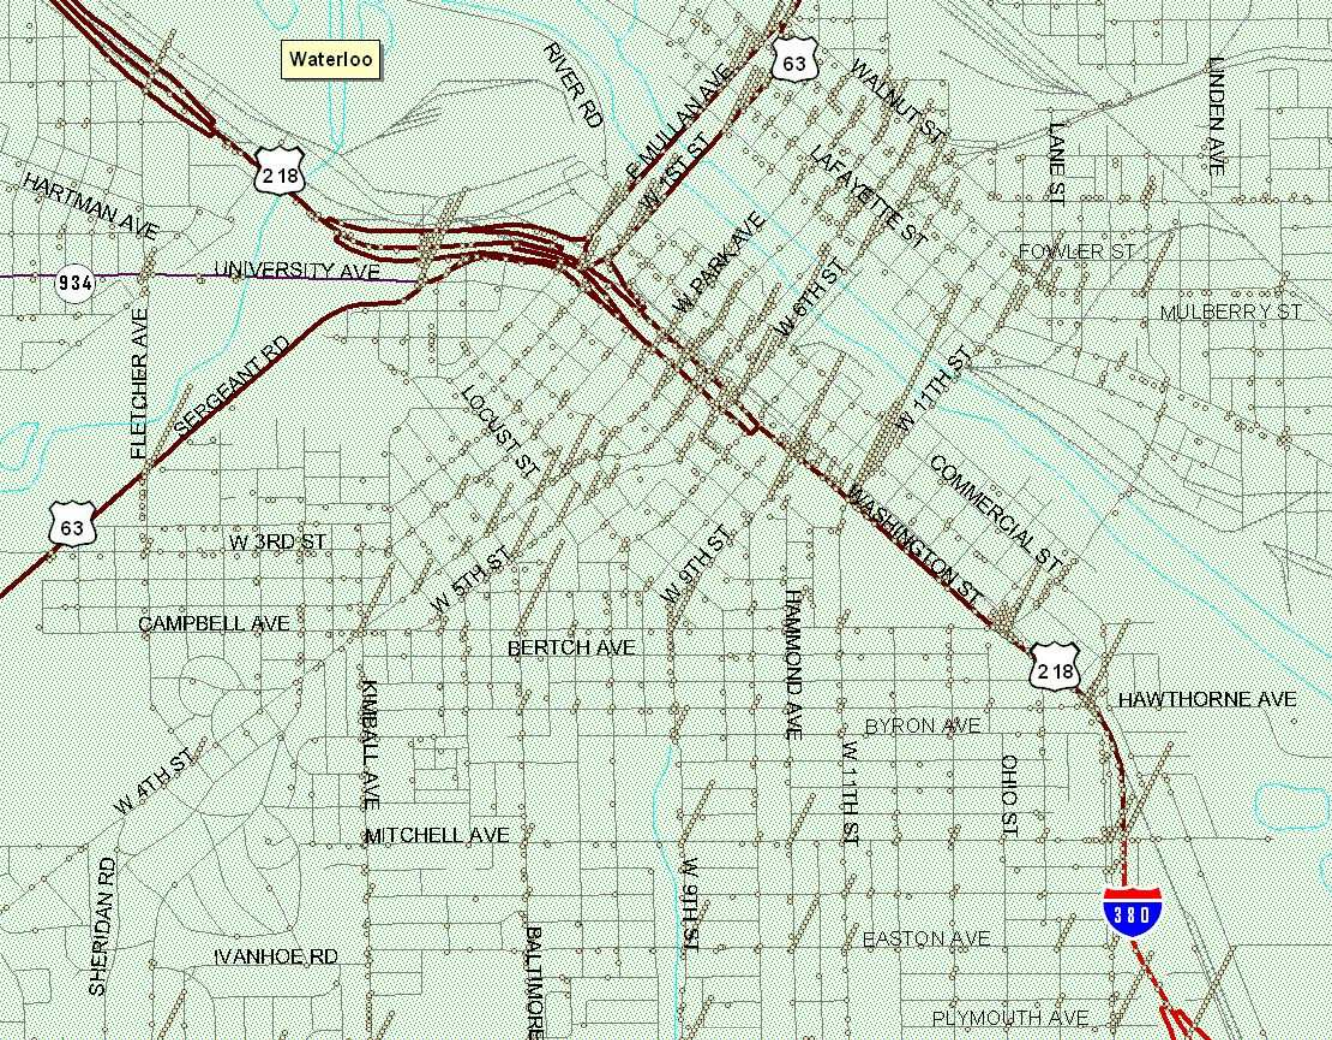 Waterloo
63
RIVER RD
WALNUT ST
LINDEN AVE
E MULLAN AVE
LANE ST
W 1ST ST
LAFAYETTE ST
218
HARTMAN AVE
W PARK AVE
FOWLER ST
UNIVERSITY AVE
934
W 6TH ST
MULBERRY ST
FLETCHER AVE
SERGEANT RD
W 11TH ST
LOCUST ST
COMMERCIAL ST
63
WASHINGTON ST
W 3RD ST
W 5TH ST
W 9TH ST
CAMPBELL AVE
HAMMOND AVE
BERTCH AVE
218
HAWTHORNE AVE
KIMBALL AVE
BYRON AVE
W 4TH ST
W 11TH ST
OHIO ST
MITCHELL AVE
SHERIDAN RD
W 9TH ST
380
IVANHOE RD
BALTIMORE
EASTON AVE
PLYMOUTH AVE